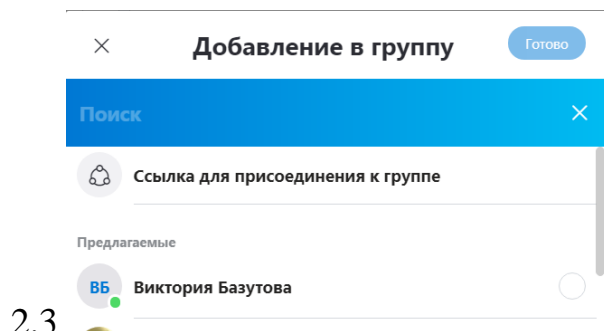 Добавление в группу
Готово
Поиск
Ссылка для присоединения к группе
Предлагаемые
ВБ
Виктория Базутова
2.3